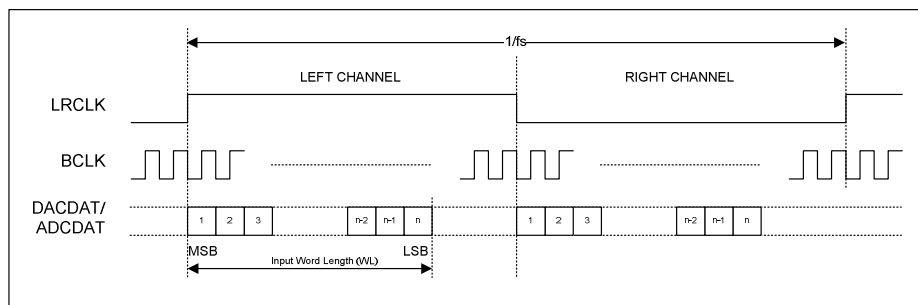 1/fs
LEFT CHANNEL
RIGHT CHANNEL
LRCLK
BCLK
DACDAT/
ADCDAT
1 2 3 n-2 n-1 n 1 2 3 n-2 n-1 n
MSB LSB
Input Word Length (WL)